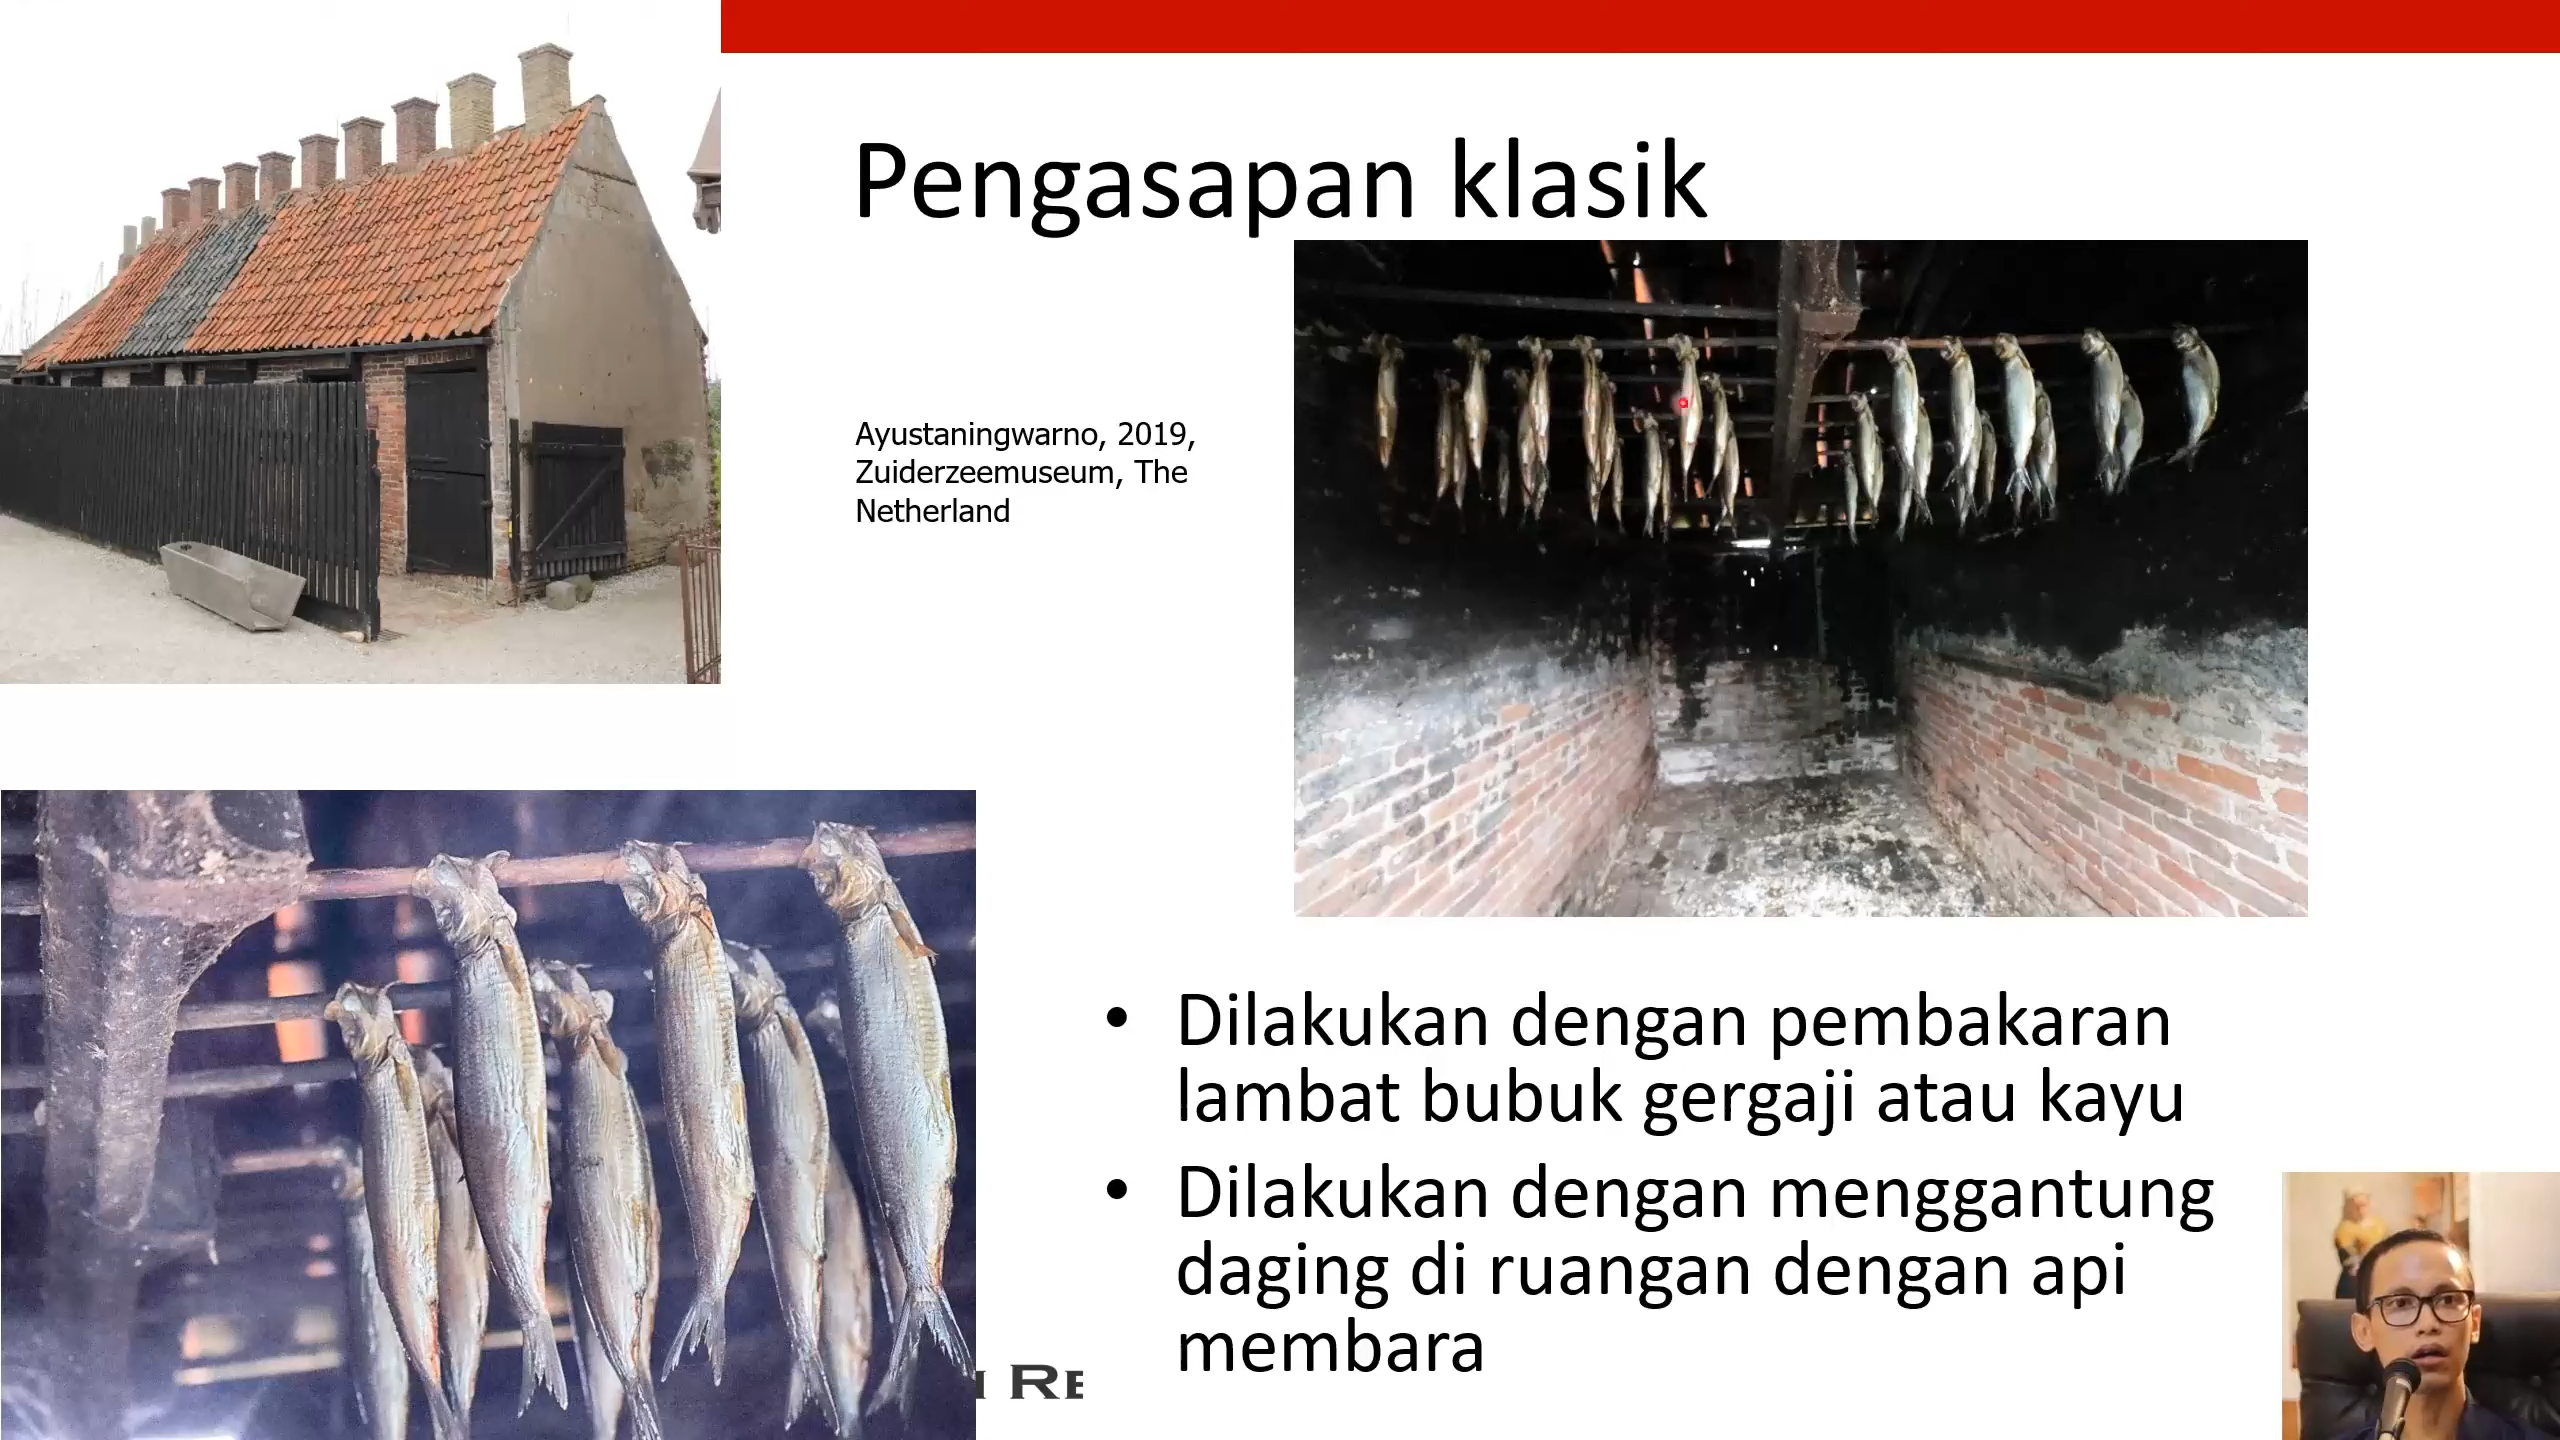 Pengasapan klasik
Ayustaningwarno, 2019,
Zuiderzeemuseum, The
Netherland
• Dilakukan dengan pembakaran
lambat bubuk gergaji atau kayu
• Dilakukan dengan menggantung
daging di ruangan dengan api
membara